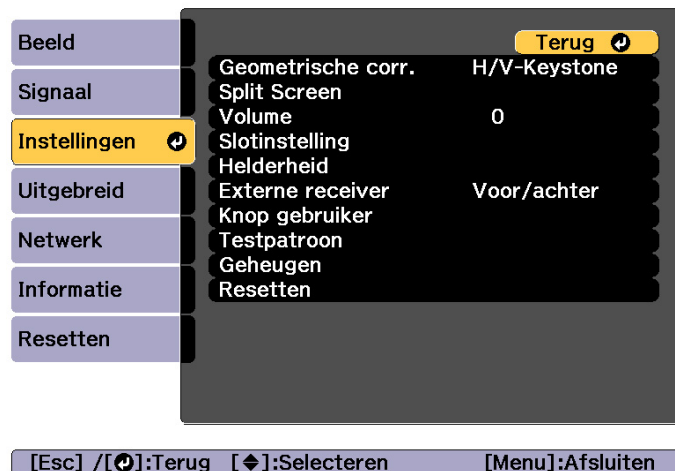 Beeld
Signaal
Instellingen
Uitgebreid
Netwerk
Informatie
Resetten
Terug
Geometrische corr. H/V-Keystone
Split Screen
Volume 0
Slotinstelling
Helderheid
Externe receiver Voor/achter
Knop gebruiker
Testpatroon
Geheugen
Resetten
[Esc] /[↵]:Terug [◆]:Selecteren [Menu]:Afsluiten